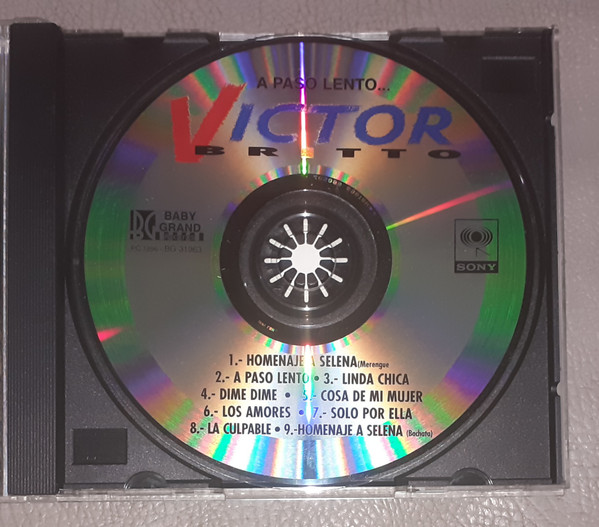 A PASO LENTO...
VICTOR
BRITTO
BG BABY
GRAND
SONY
1.- HOMENAJE A SELENA (Merengue
2.- A PASO LENTO • 3.- LINDA CHICA
4.- DIME DIME • 5.- COSA DE MI MUJER
6.- LOS AMORES • 7.- SOLO POR ELLA
8.- LA CULPABLE • 9.-HOMENAJE A SELENA (Bachata)